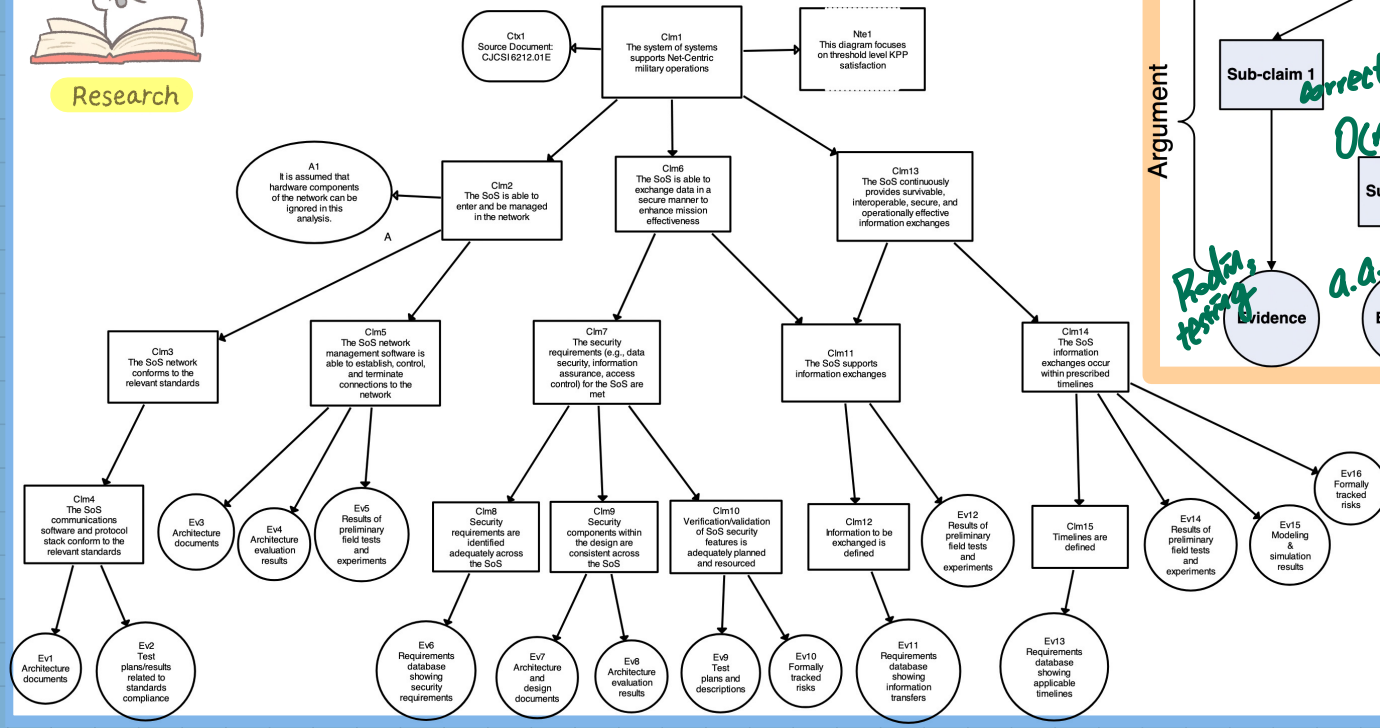 Research
Ctx1
Source Document:
CJCSI 6212.01E
Clm1
The system of systems
supports Net-Centric
military operations
Nte1
This diagram focuses
on threshold level KPP
satisfaction
A1
It is assumed that
hardware components
of the network can be
ignored in this
analysis.
A
Clm2
The SoS is able to
enter and be managed
in the network
Clm6
The SoS is able to
exchange data in a
secure manner to
enhance mission
effectiveness
Clm13
The SoS continuously
provides survivable,
interoperable, secure, and
operationally effective
information exchanges
Clm3
The SoS network
conforms to the
relevant standards
Clm5
The SoS network
management software is
able to establish, control,
and terminate
connections to the
network
Clm7
The security
requirements (e.g., data
security, information
assurance, access
control) for the SoS are
met
Clm11
The SoS supports
information exchanges
Clm14
The SoS
information
exchanges occur
within prescribed
timelines
Clm4
The SoS
communications
software and protocol
stack conform to the
relevant standards
Ev3
Architecture
documents
Ev4
Architecture
evaluation
results
Ev5
Results of
preliminary
field tests
and
experiments
Clm8
Security
requirements are
identified
adequately across
the SoS
Clm9
Security
components within
the design are
consistent across
the SoS
Clm10
Verification/validation
of SoS security
features is
adequately planned
and resourced
Clm12
Information to be
exchanged is
defined
Ev12
Results of
preliminary
field tests
and
experiments
Clm15
Timelines are
defined
Ev14
Results of
preliminary
field tests
and
experiments
Ev15
Modeling
&
simulation
results
Ev16
Formally
tracked
risks
Ev1
Architecture
documents
Ev2
Test
plans/results
related to
standards
compliance
Ev6
Requirements
database
showing
security
requirements
Ev7
Architecture
and
design
documents
Ev8
Architecture
evaluation
results
Ev9
Test
plans and
descriptions
Ev10
Formally
tracked
risks
Ev11
Requirements
database
showing
information
transfers
Ev13
Requirements
database
showing
applicable
timelines
Argument
Sub-claim 1
correct
Su
testing
Evidence
a.a.